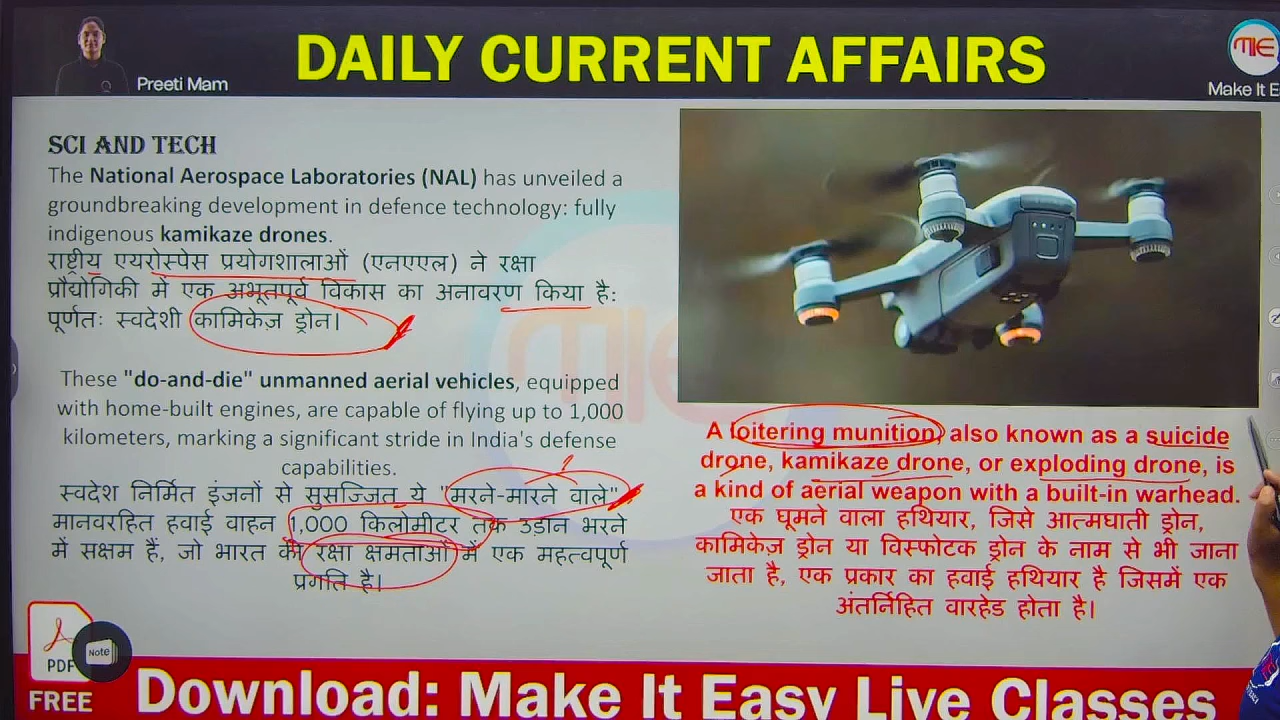 DAILY CURRENT AFFAIRS
Preeti Mam
MIE
Make It E
SCI AND TECH
The National Aerospace Laboratories (NAL) has unveiled a
groundbreaking development in defence technology: fully
indigenous kamikaze drones.
राष्ट्रीय एयरोस्पेस प्रयोगशालाओं (एनएएल) ने रक्षा
प्रौयोगिकी में एक अभूतपूर्व विकास का अनावरण किया है:
पूर्णतः स्वदेशी कामिकेज़ ड्रोन।
These "do-and-die" unmanned aerial vehicles, equipped
with home-built engines, are capable of flying up to 1,000
kilometers, marking a significant stride in India's defense
capabilities.
स्वदेश निर्मित इंजनों से सुसज्जित ये "मरने-मारने वाले"
मानवरहित हवाई वाहन 1,000 किलोमीटर तक उड़ान भरने
में सक्षम हैं, जो भारत की रक्षा क्षमताओं में एक महत्वपूर्ण
प्रगति है।
A loitering munition, also known as a suicide
drone, kamikaze drone, or exploding drone, is
a kind of aerial weapon with a built-in warhead.
एक घूमने वाला हथियार, जिसे आत्मघाती ड्रोन,
कामिकेज़ ड्रोन या विस्फोटक ड्रोन के नाम से भी जाना
जाता है, एक प्रकार का हवाई हथियार है जिसमें एक
अंतर्निहित वारहेड होता है।
PDF
Note
FREE
Download: Make It Easy Live Classes